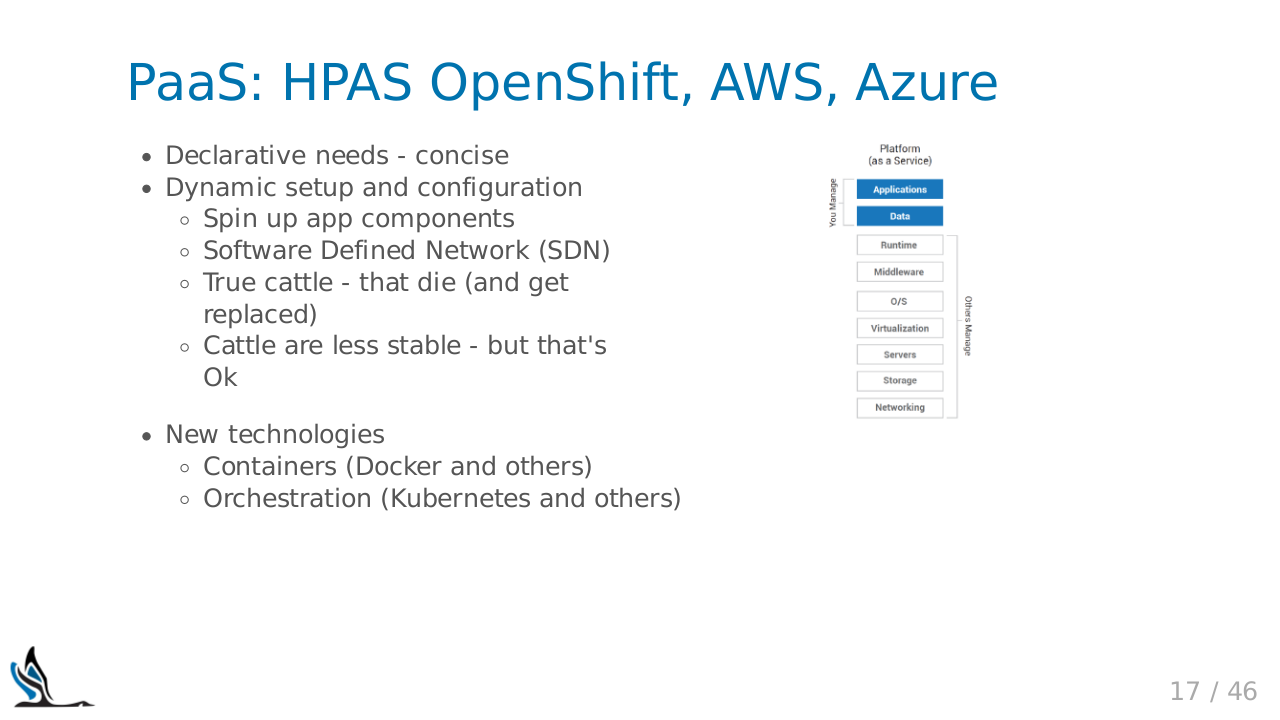 PaaS: HPAS OpenShift, AWS, Azure
Declarative needs - concise
Dynamic setup and configuration
Spin up app components
Software Defined Network (SDN)
True cattle - that die (and get
replaced)
Cattle are less stable - but that's
Ok
New technologies
Containers (Docker and others)
Orchestration (Kubernetes and others)
Platform
(as a Service)
You Manage
Applications
Data
Runtime
Middleware
O/S
Virtualization
Servers
Storage
Networking
Others Manage
17 / 46